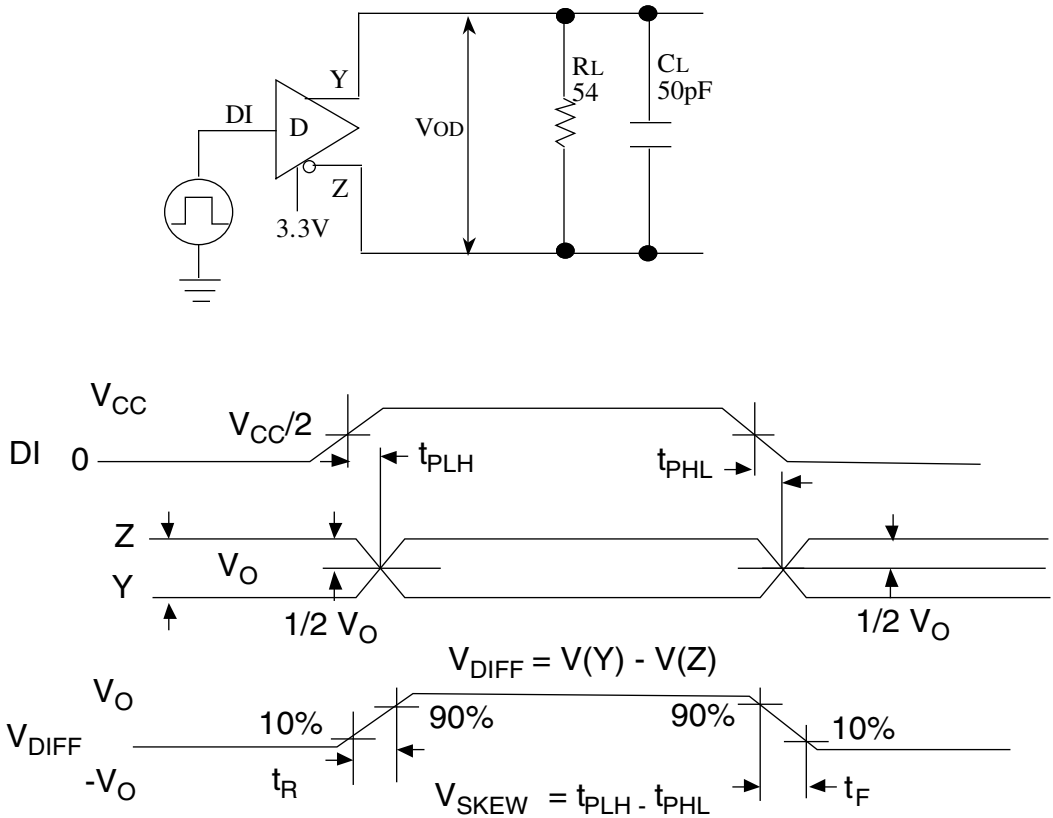 Y
RL
54
CL
50pF
DI
D
VOD
Z
3.3V
VCC
VCC/2
DI 0
tPLH
tPHL
Z
VO
Y
1/2 VO
1/2 VO
VDIFF = V(Y) - V(Z)
VO
10%
90%
90%
10%
VDIFF
-VO
tR
tF
VSKEW = tPLH - tPHL